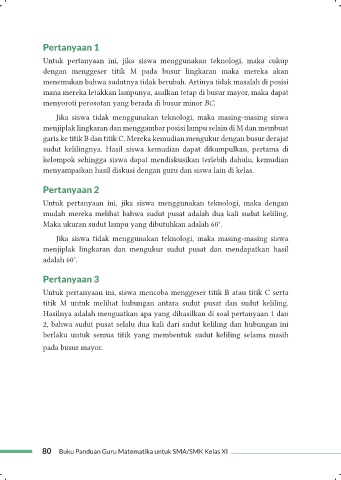 Pertanyaan 1
Untuk pertanyaan ini, jika siswa menggunakan teknologi, maka cukup
dengan menggeser titik M pada busur lingkaran maka mereka akan
menemukan bahwa sudutnya tidak berubah. Artinya tidak masalah di posisi
mana mereka letakkan lampunya, asalkan tetap di busur mayor, maka dapat
menyoroti perosotan yang berada di busur minor BC.
Jika siswa tidak menggunakan teknologi, maka masing-masing siswa
menjiplak lingkaran dan menggambar posisi lampu selain di M dan membuat
garis ke titik B dan titik C. Mereka kemudian mengukur dengan busur derajat
sudut kelilingnya. Hasil siswa kemudian dapat dikumpulkan, pertama di
kelompok sehingga siswa dapat mendiskusikan terlebih dahulu, kemudian
menyampaikan hasil diskusi dengan guru dan siswa lain di kelas.
Pertanyaan 2
Untuk pertanyaan ini, jika siswa menggunakan teknologi, maka dengan
mudah mereka melihat bahwa sudut pusat adalah dua kali sudut keliling.
Maka ukuran sudut lampu yang dibutuhkan adalah 60°.
Jika siswa tidak menggunakan teknologi, maka masing-masing siswa
menjiplak lingkaran dan mengukur sudut pusat dan mendapatkan hasil
adalah 60°.
Pertanyaan 3
Untuk pertanyaan ini, siswa mencoba menggeser titik B atau titik C serta
titik M untuk melihat hubungan antara sudut pusat dan sudut keliling.
Hasilnya adalah menguatkan apa yang dihasilkan di soal pertanyaan 1 dan
2, bahwa sudut pusat selalu dua kali dari sudut keliling dan hubungan ini
berlaku untuk semua titik yang membentuk sudut keliling selama masih
pada busur mayor.
80 Buku Panduan Guru Matematika untuk SMA/SMK Kelas XI